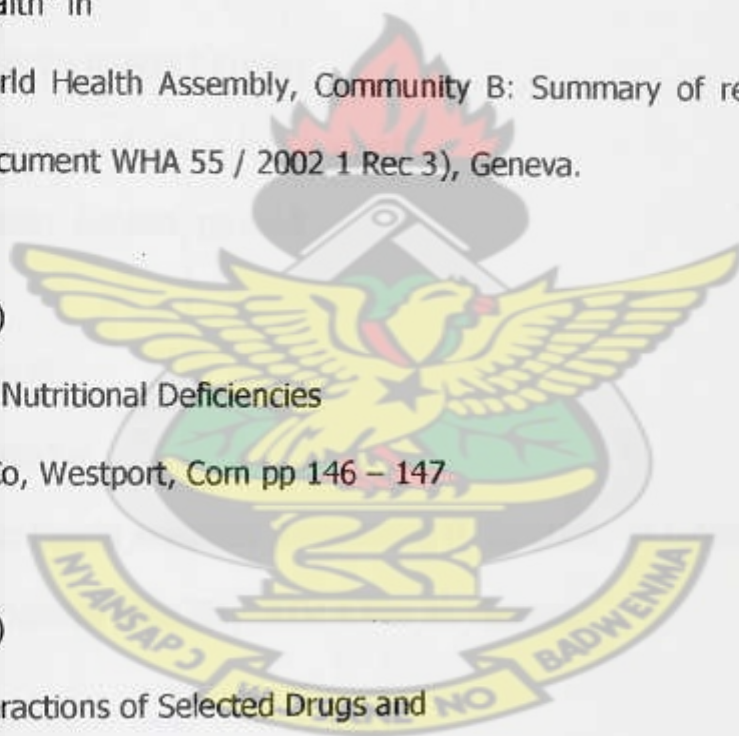 alth in
rld Health Assembly, Community B: Summary of re
cument WHA 55 / 2002 1 Rec 3), Geneva.
)
Nutritional Deficiencies
o, Westport, Corn pp 146 – 147
)
ractions of Selected Drugs and
NYANSAPƆ
NO
BADWENMA